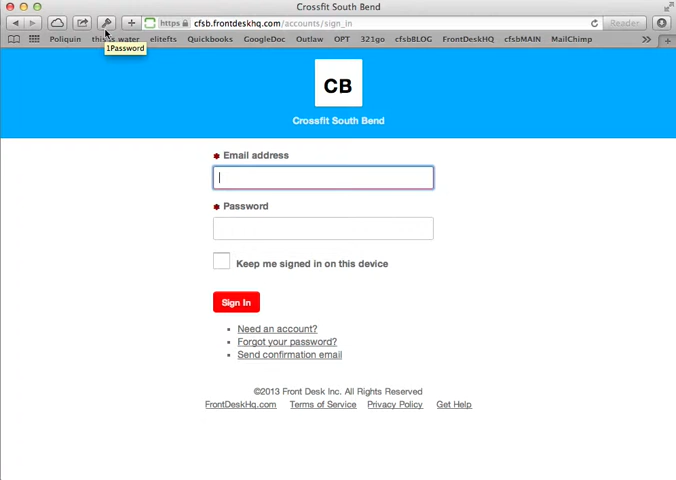 Crossfit South Bend
https cfsb.frontdeskhq.com/accounts/sign_in Reader
Poliquin this is water elitefts Quickbooks GoogleDoc Outlaw OPT 321go cfsbBLOG FrontDeskHQ cfsbMAIN MailChimp
1Password
CB
Crossfit South Bend
* Email address
* Password
Keep me signed in on this device
Sign In
Need an account?
Forgot your password?
Send confirmation email
©2013 Front Desk Inc. All Rights Reserved
FrontDeskHq.com Terms of Service Privacy Policy Get Help